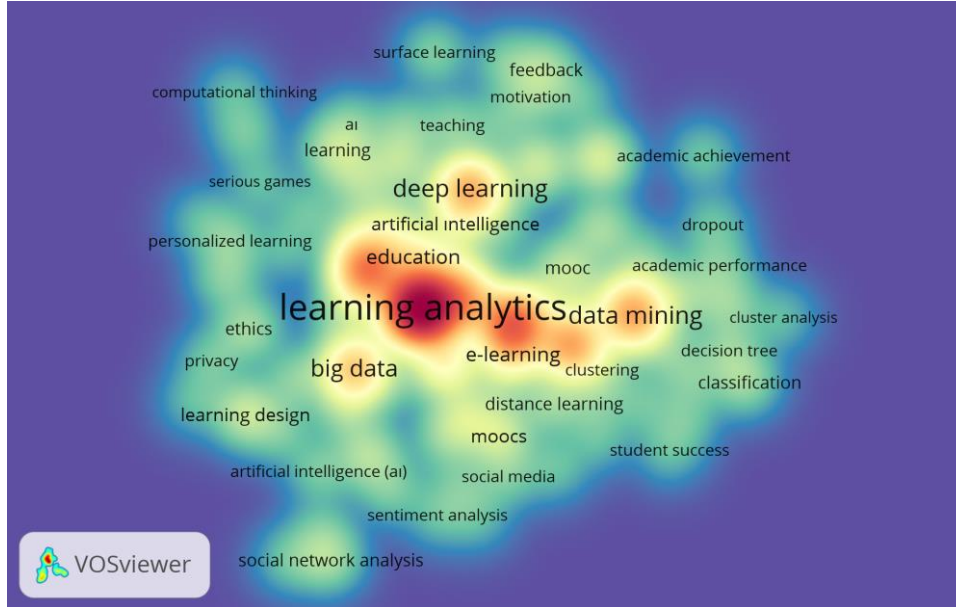 surface learning
feedback
computational thinking
motivation
aı
teaching
learning
academic achievement
serious games
deep learning
artificial ıntelligence
dropout
personalized learning
education
mooc
academic performance
learning analytics
data mining
cluster analysis
ethics
e-learning
decision tree
privacy
big data
clustering
classification
learning design
distance learning
moocs
student success
artificial intelligence (aı)
social media
sentiment analysis
social network analysis
VOSviewer